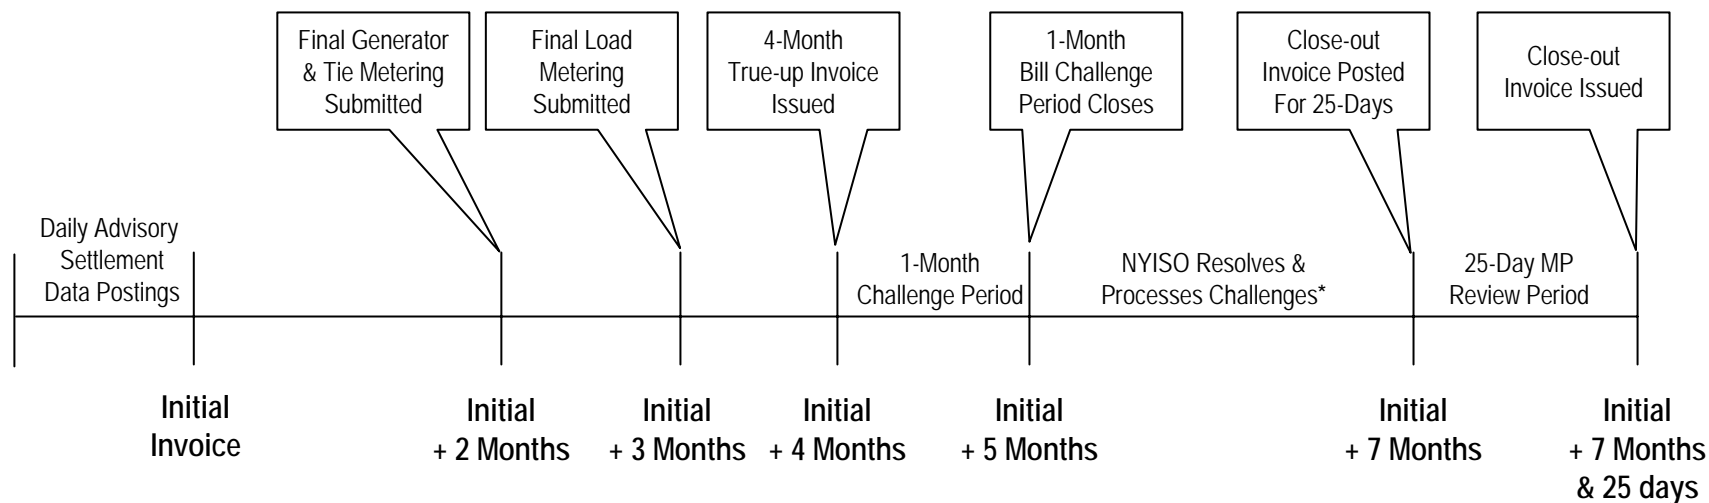 Final Generator
& Tie Metering
Submitted
Final Load
Metering
Submitted
4-Month
True-up Invoice
Issued
1-Month
Bill Challenge
Period Closes
Close-out
Invoice Posted
For 25-Days
Close-out
Invoice Issued
Daily Advisory
Settlement
Data Postings
1-Month
Challenge Period
NYISO Resolves &
Processes Challenges*
25-Day MP
Review Period
Initial
Invoice
Initial
+ 2 Months
Initial
+ 3 Months
Initial
+ 4 Months
Initial
+ 5 Months
Initial
+ 7 Months
Initial
+ 7 Months
& 25 days